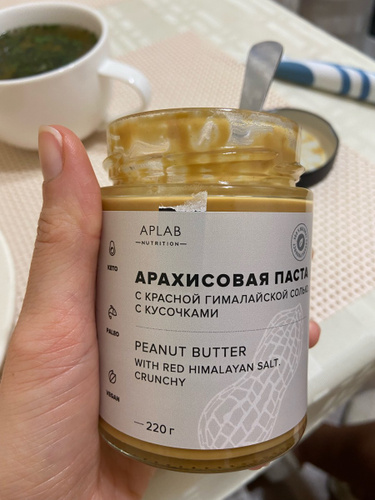 APLAB
NUTRITION
KETO
PALEO
VEGAN
АРАХИСОВАЯ ПАСТА
С КРАСНОЙ ГИМАЛАЙСКОЙ СОЛЬЮ
С КУСОЧКАМИ
PEANUT BUTTER
WITH RED HIMALAYAN SALT.
CRUNCHY
220 г